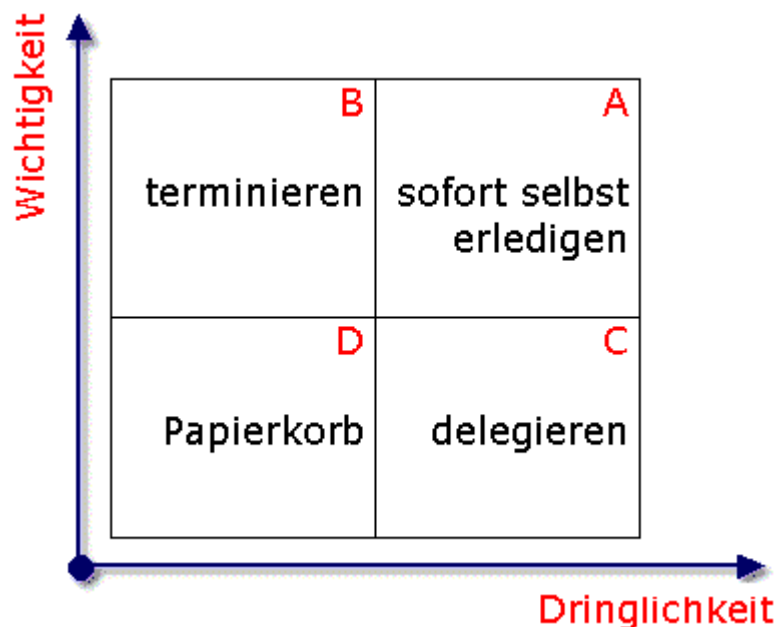 Wichtigkeit
B
A
terminieren
sofort selbst
erledigen
D
C
Papierkorb
delegieren
Dringlichkeit